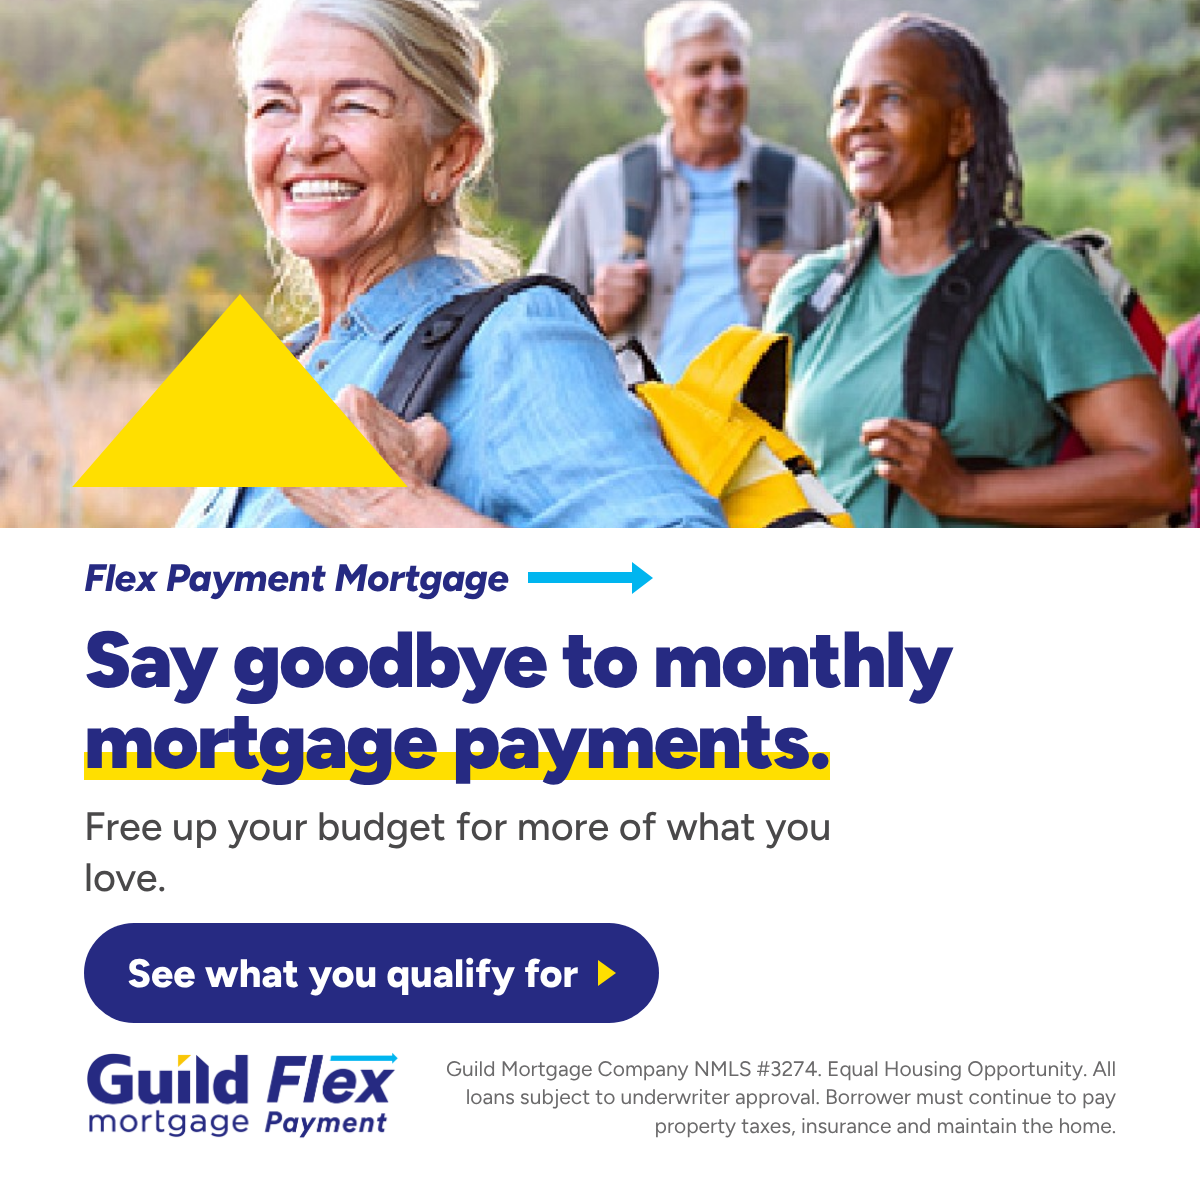 Flex Payment Mortgage
Say goodbye to monthly
mortgage payments.
Free up your budget for more of what you
love.
See what you qualify for
Guild Flex
mortgage Payment
Guild Mortgage Company NMLS #3274. Equal Housing Opportunity. All
loans subject to underwriter approval. Borrower must continue to pay
property taxes, insurance and maintain the home.